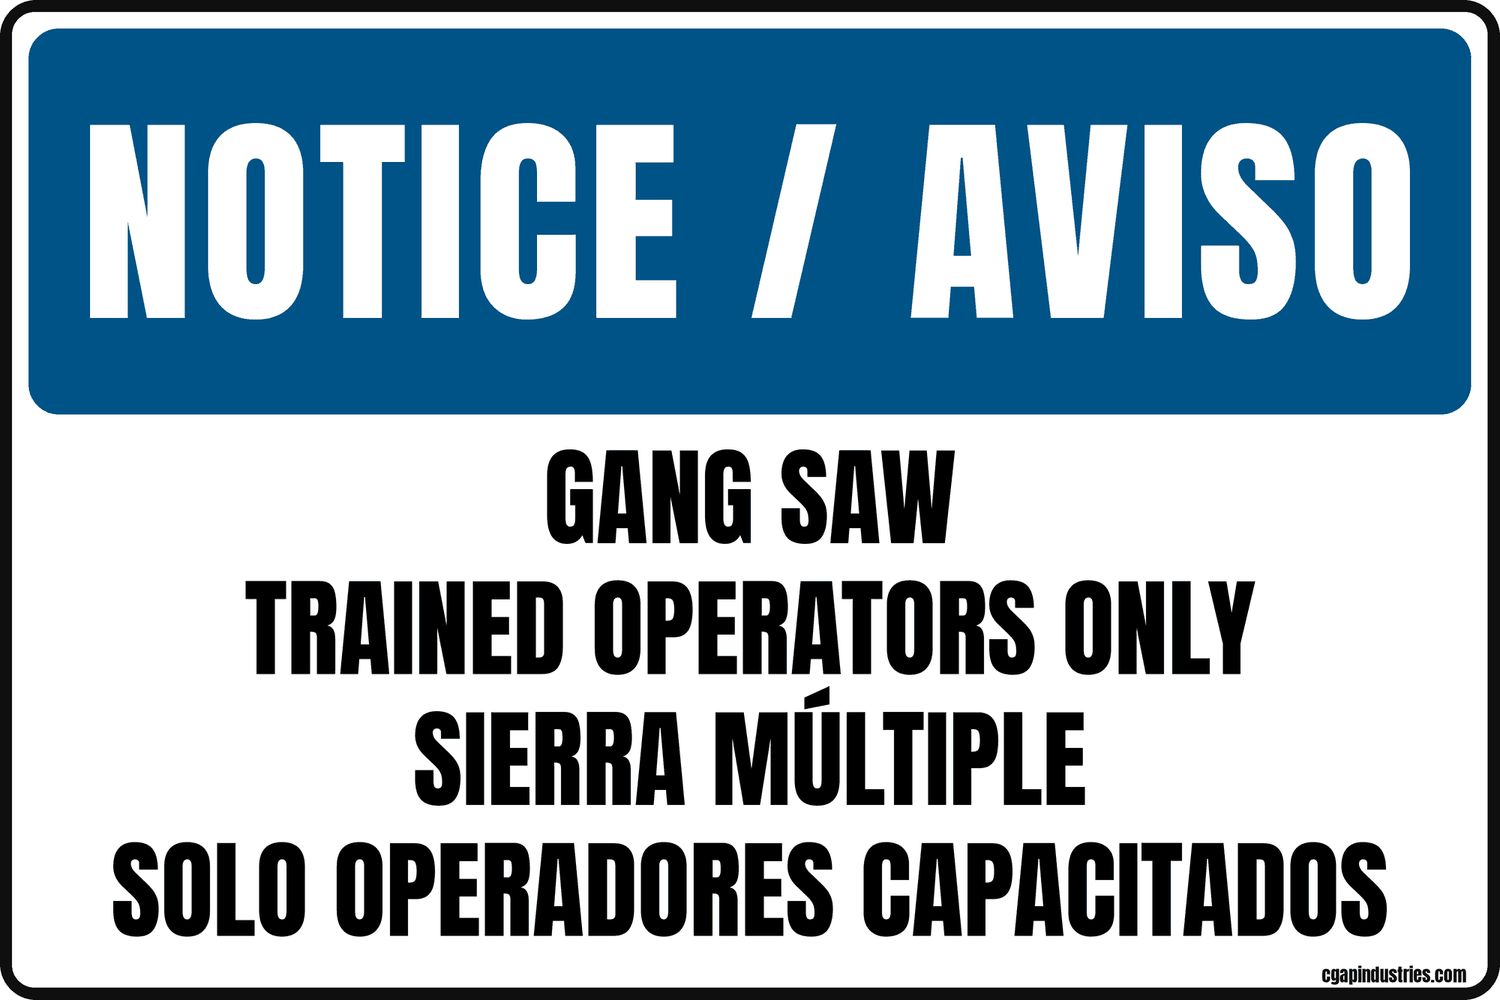 NOTICE / AVISO
GANG SAW
TRAINED OPERATORS ONLY
SIERRA MÚLTIPLE
SOLO OPERADORES CAPACITADOS
cgapindustries.com